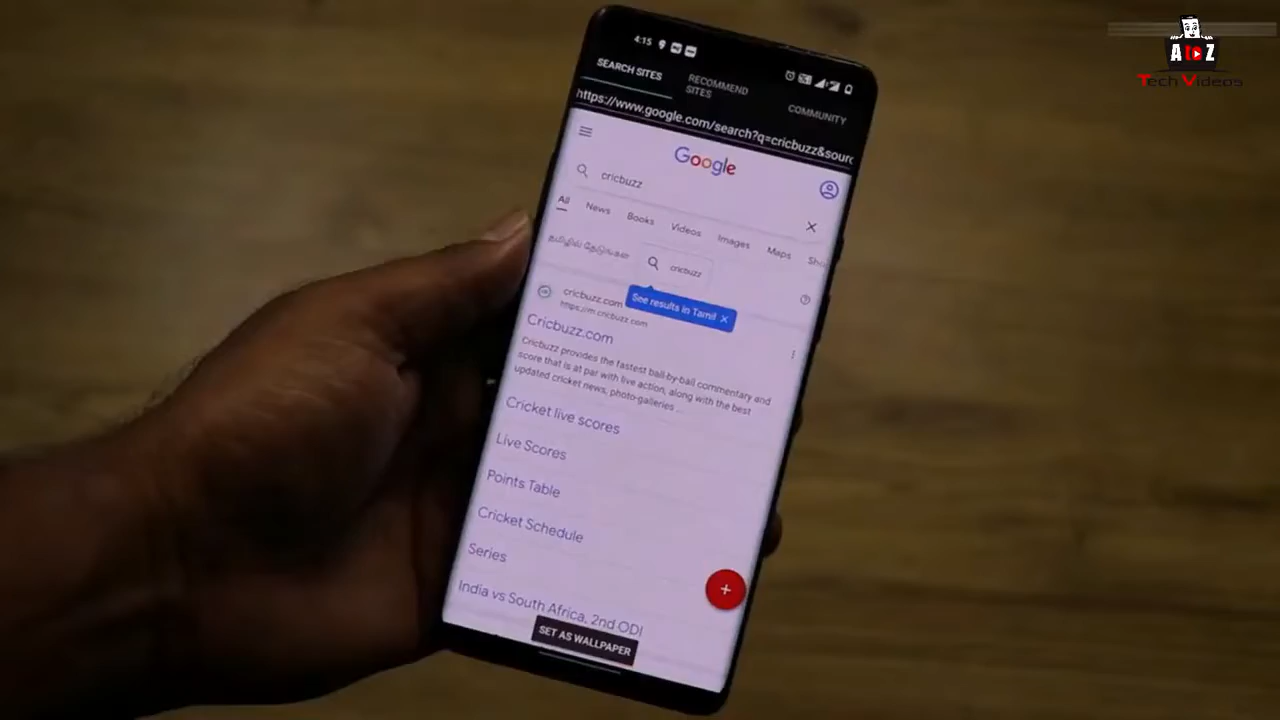 A to Z
Tech Videos
4:15
SEARCH SITES
RECOMMEND
SITES
COMMUNITY
https://www.google.com/search?q=cricbuzz&sourc
Google
cricbuzz
All
News
Books
Videos
Images
Maps
Sho
தமிழில் தேடுங்கள்
cricbuzz
See results in Tamil
cricbuzz.com
https://m.cricbuzz.com
Cricbuzz.com
Cricbuzz provides the fastest ball-by-ball commentary and
score that is at par with live action, along with the best
updated cricket news, photo-galleries ...
Cricket live scores
Live Scores
Points Table
Cricket Schedule
Series
India vs South Africa, 2nd ODI
SET AS WALLPAPER